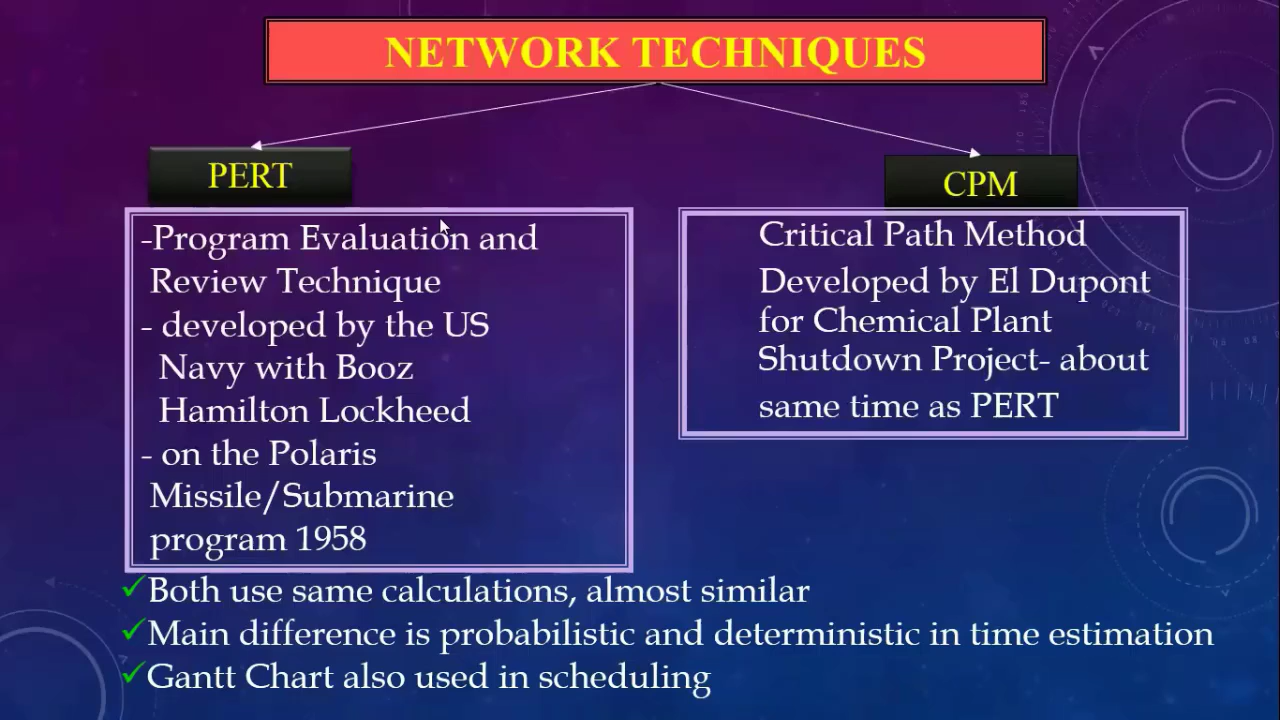 NETWORK TECHNIQUES
PERT
-Program Evaluation and
Review Technique
- developed by the US
Navy with Booz
Hamilton Lockheed
- on the Polaris
Missile/Submarine
program 1958
CPM
Critical Path Method
Developed by El Dupont
for Chemical Plant
Shutdown Project- about
same time as PERT
✓Both use same calculations, almost similar
✓Main difference is probabilistic and deterministic in time estimation
✓Gantt Chart also used in scheduling